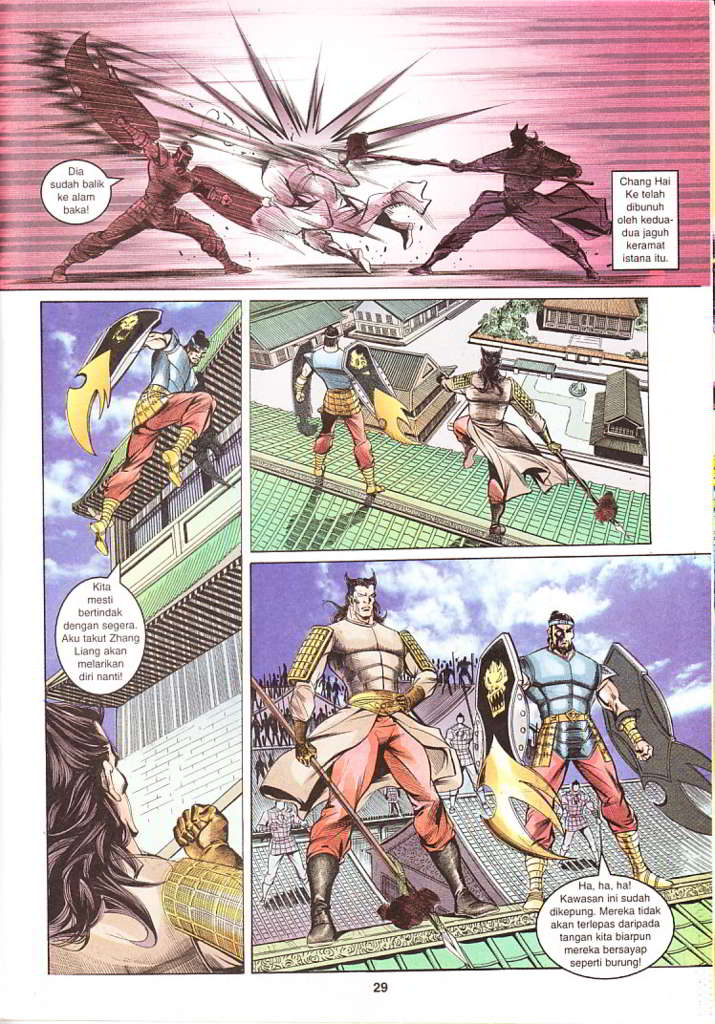 Dia
sudah balik
ke alam
baka!
Chang Hai
Ke telah
dibunuh
oleh kedua-
dua jaguh
keramat
istana itu.
Kita
mesti
bertindak
dengan segera.
Aku takut Zhang
Liang akan
melarikan
diri nanti!
Ha, ha, ha!
Kawasan ini sudah
dikepung. Mereka tidak
akan terlepas daripada
tangan kita biarpun
mereka bersayap
seperti burung!
29